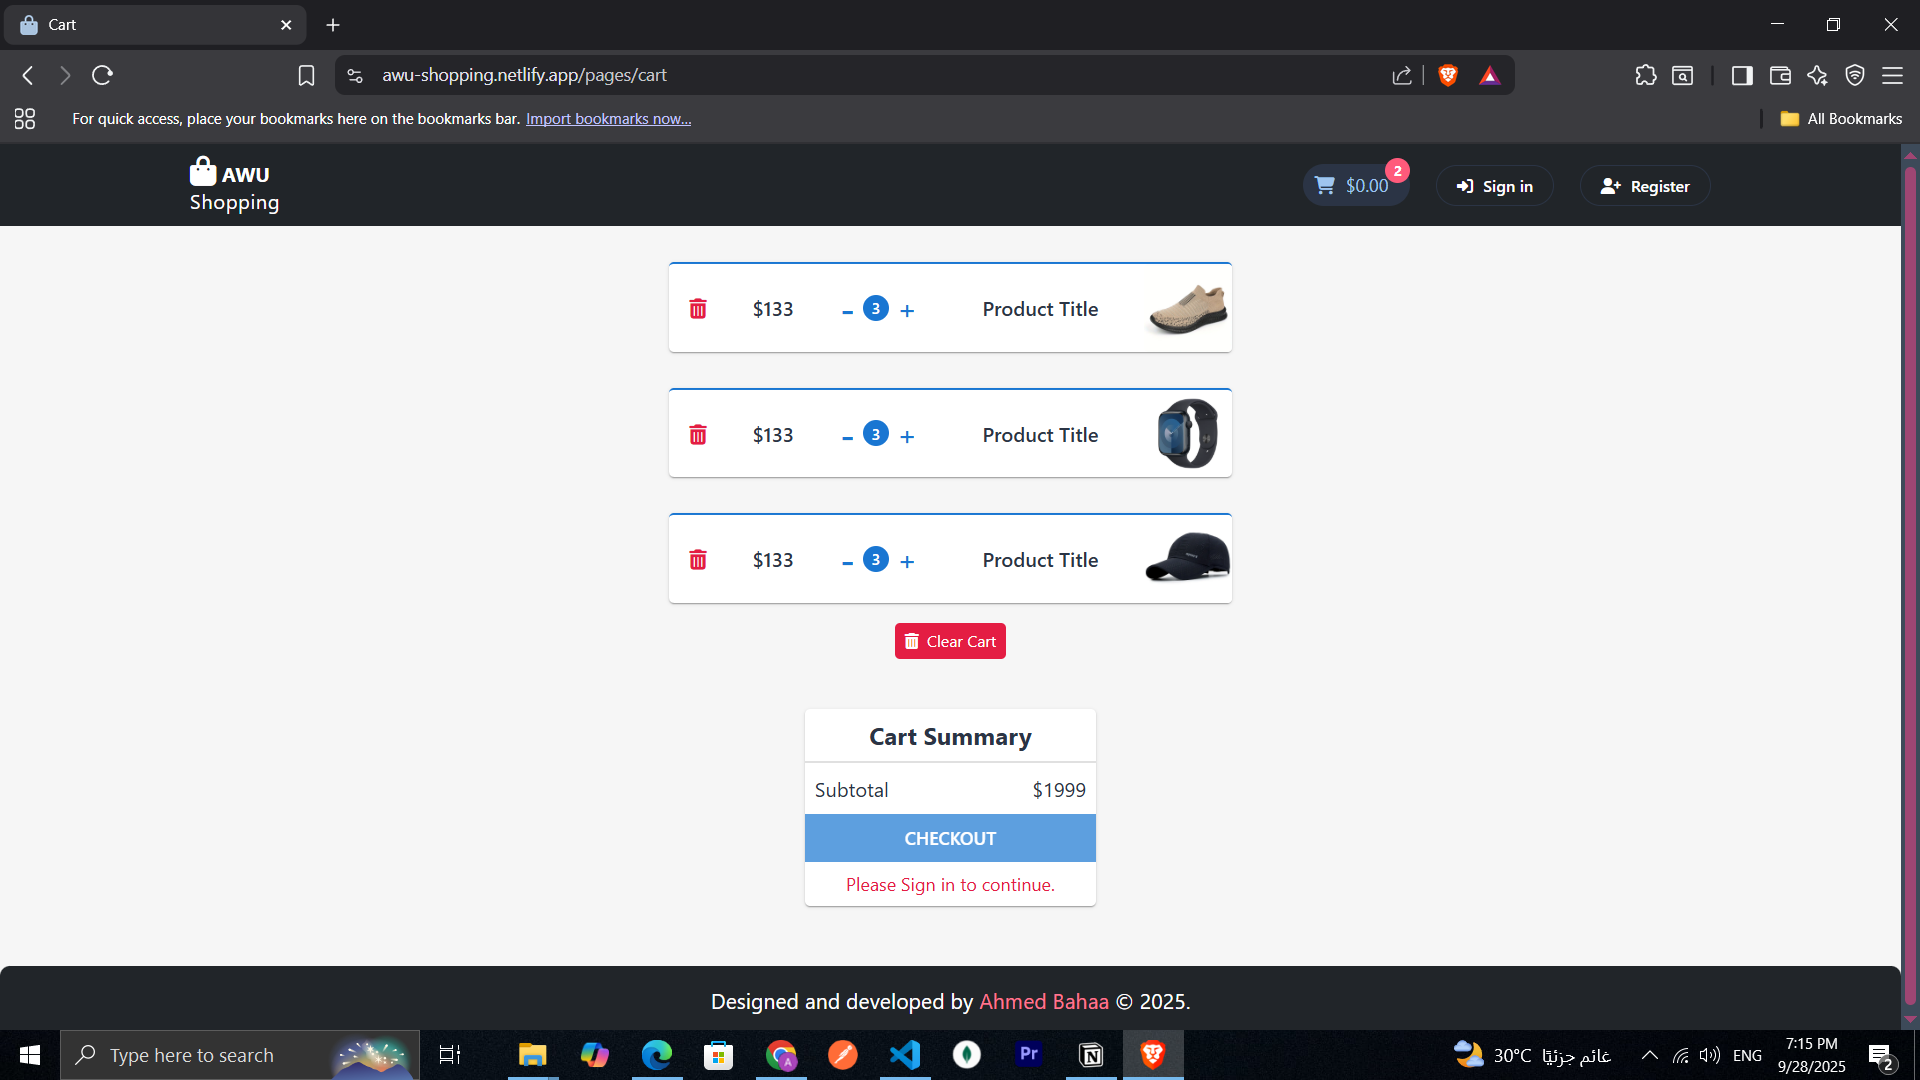 Cart
awu-shopping.netlify.app/pages/cart
For quick access, place your bookmarks here on the bookmarks bar. Import bookmarks now...
All Bookmarks
AWU
Shopping
$0.00
2
Sign in
Register
$133 - 3 + Product Title
$133 - 3 + Product Title
$133 - 3 + Product Title
Clear Cart
Cart Summary
Subtotal $1999
CHECKOUT
Please Sign in to continue.
Designed and developed by Ahmed Bahaa © 2025.
Type here to search
A
Pr
N
30°C غائم جزئيًا
ENG
7:15 PM
9/28/2025
2